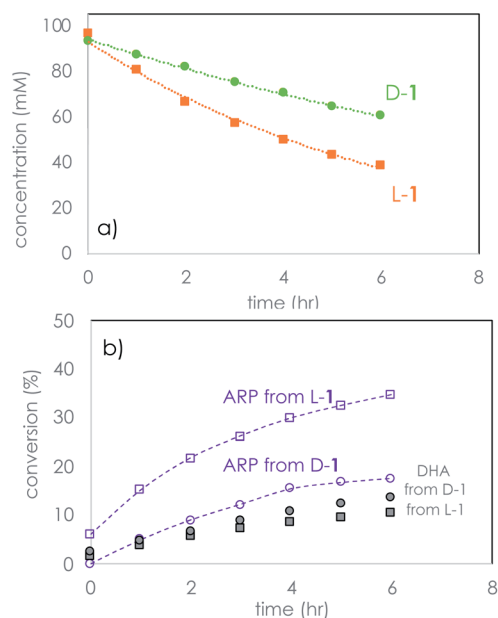 100
80
60
40
20
0
concentration (mM)
D-1
L-1
a)
0
2
4
6
8
time (hr)
50
40
30
20
10
0
conversion (%)
b)
ARP from L-1
ARP from D-1
DHA
from D-1
from L-1
0
2
4
6
8
time (hr)